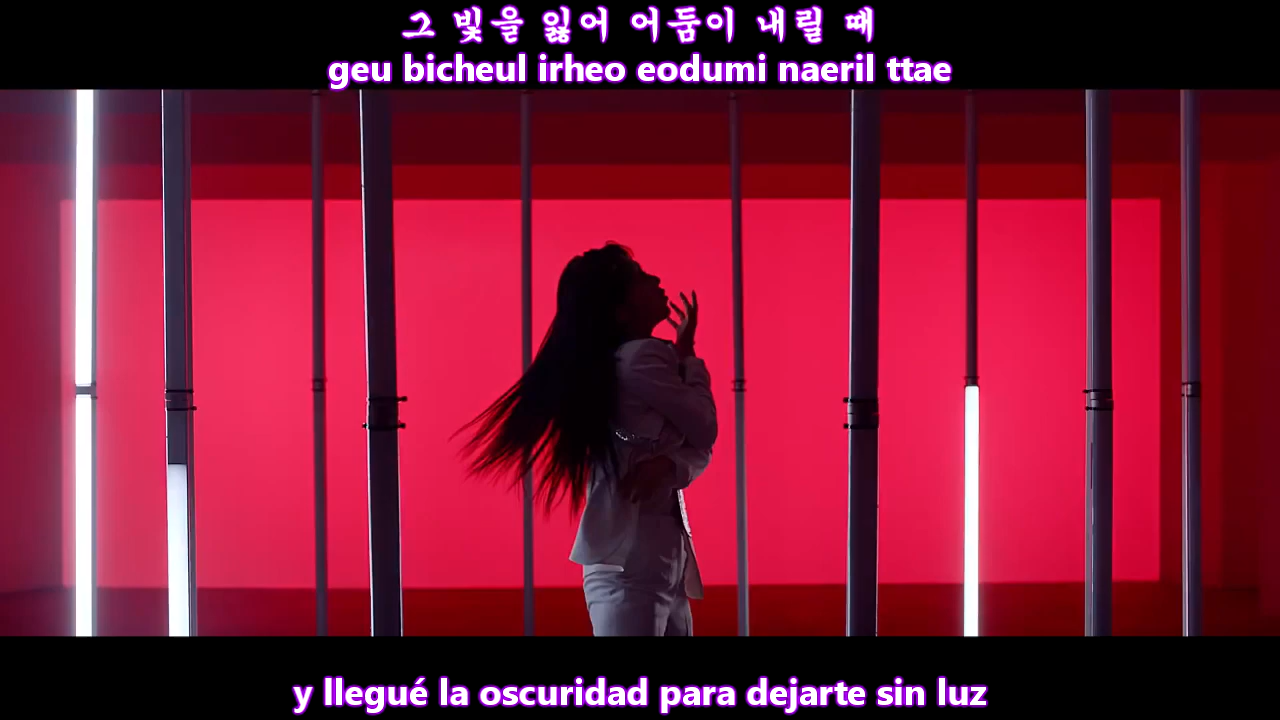 그 빛을 잃어 어둠이 내릴 때
geu bicheul irheo eodumi naeril ttae
y llegué la oscuridad para dejarte sin luz